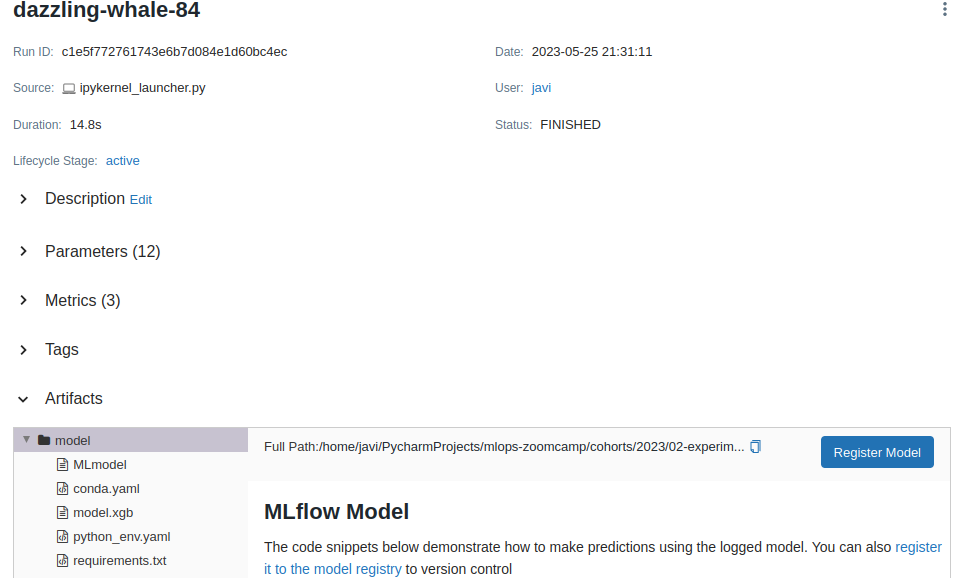 dazzling-whale-84
Run ID: c1e5f772761743e6b7d084e1d60bc4ec
Date: 2023-05-25 21:31:11
Source: ipykernel_launcher.py
User: javi
Duration: 14.8s
Status: FINISHED
Lifecycle Stage: active
Description Edit
Parameters (12)
Metrics (3)
Tags
Artifacts
model
MLmodel
conda.yaml
model.xgb
python_env.yaml
requirements.txt
Full Path:/home/javi/PycharmProjects/mlops-zoomcamp/cohorts/2023/02-experim...
Register Model
MLflow Model
The code snippets below demonstrate how to make predictions using the logged model. You can also register
it to the model registry to version control